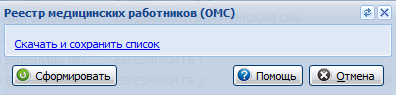 Реестр медицинских работников (ОМС)
Скачать и сохранить список
Сформировать
Помощь
Отмена